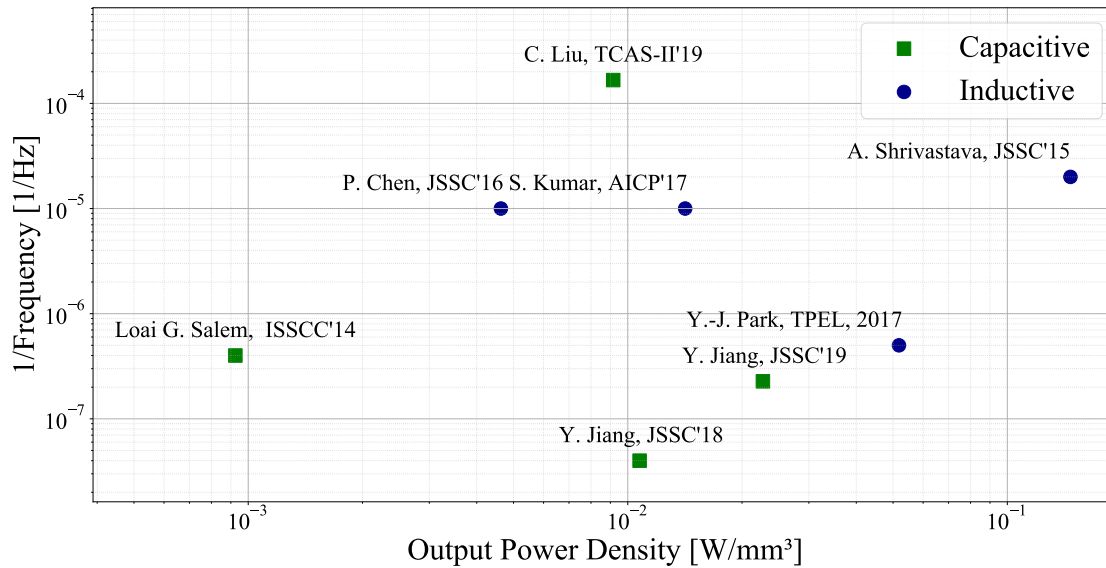 Capacitive
Inductive
C. Liu, TCAS-II'19
A. Shrivastava, JSSC'15
P. Chen, JSSC'16 S. Kumar, AICP'17
Y.-J. Park, TPEL, 2017
Loai G. Salem,  ISSCC'14
Y. Jiang, JSSC'19
Y. Jiang, JSSC'18
1/Frequency [1/Hz]
10⁻⁴
10⁻⁵
10⁻⁶
10⁻⁷
10⁻³
10⁻²
10⁻¹
Output Power Density [W/mm³]